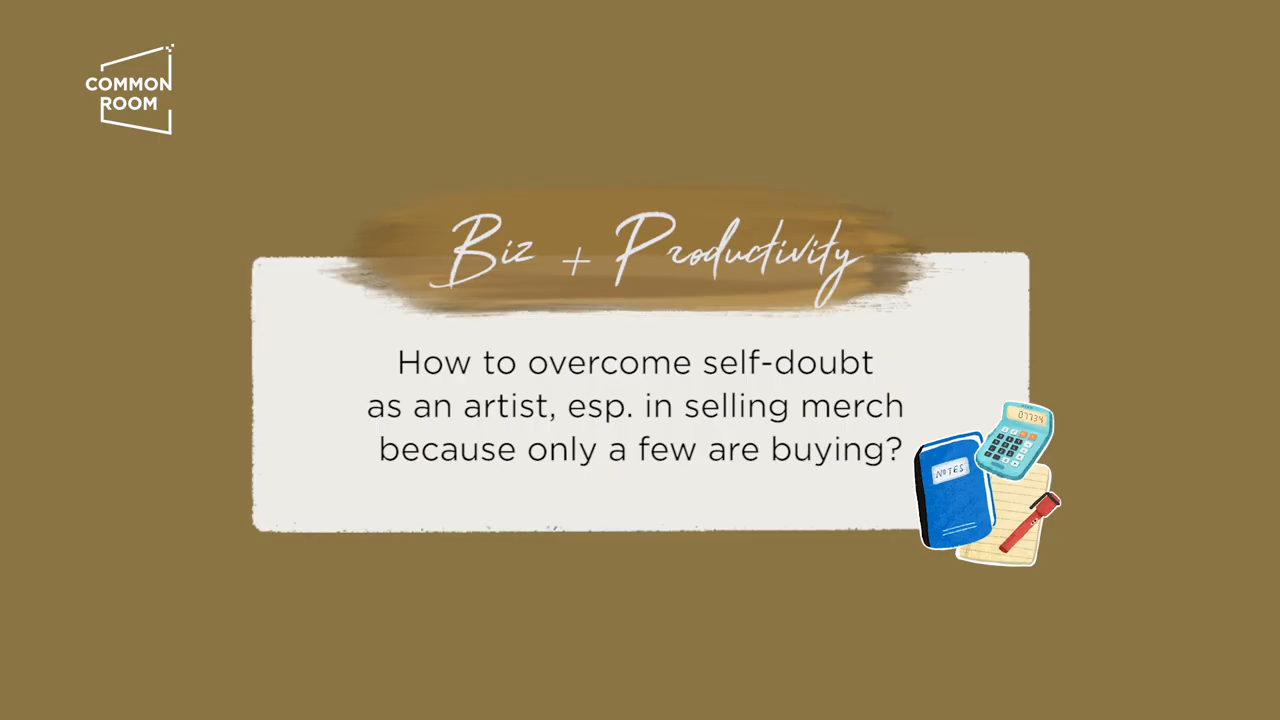 COMMON
ROOM
Biz + Productivity
How to overcome self-doubt
as an artist, esp. in selling merch
because only a few are buying?
07734
NOTES